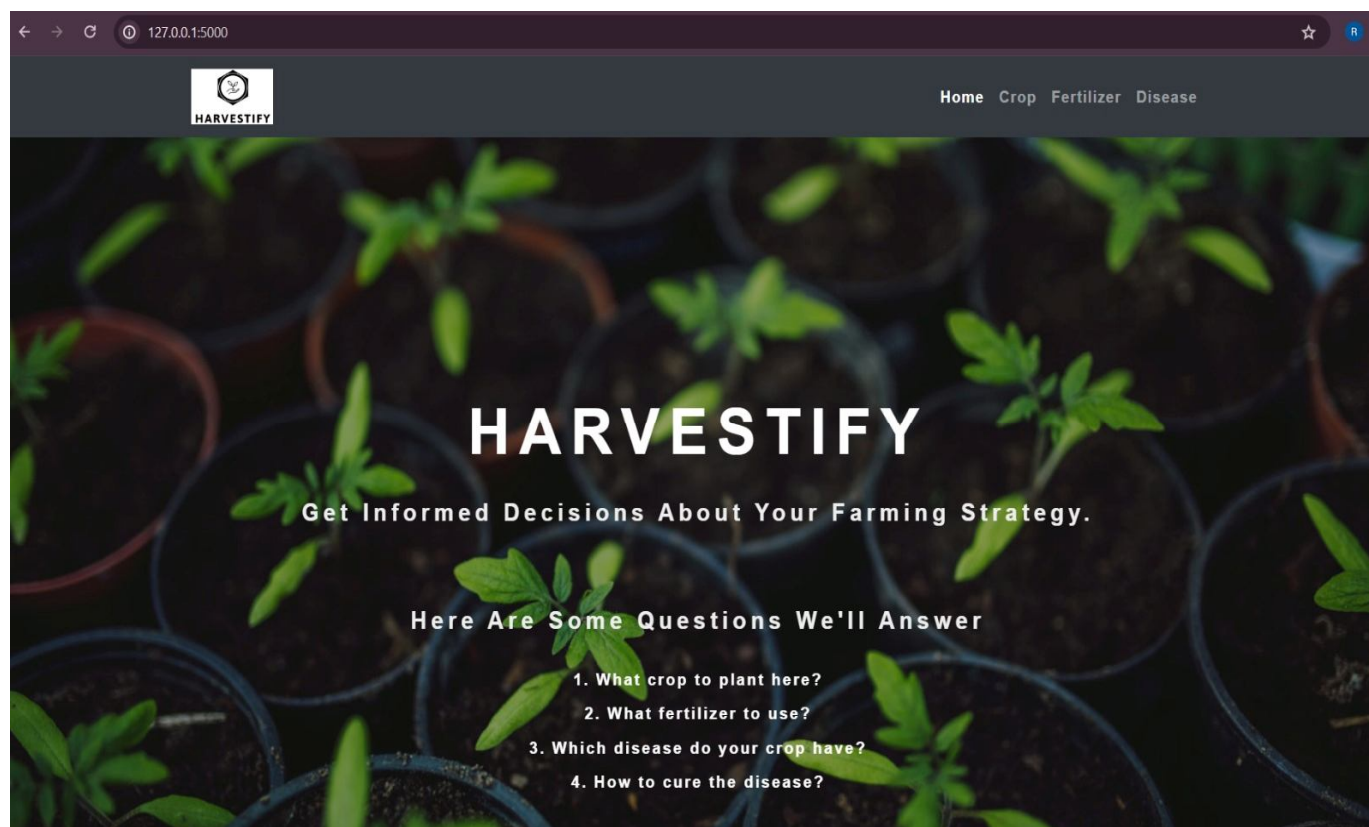 127.0.0.1:5000
R
HARVESTIFY
Home Crop Fertilizer Disease
HARVESTIFY
Get Informed Decisions About Your Farming Strategy.
Here Are Some Questions We'll Answer
1. What crop to plant here?
2. What fertilizer to use?
3. Which disease do your crop have?
4. How to cure the disease?